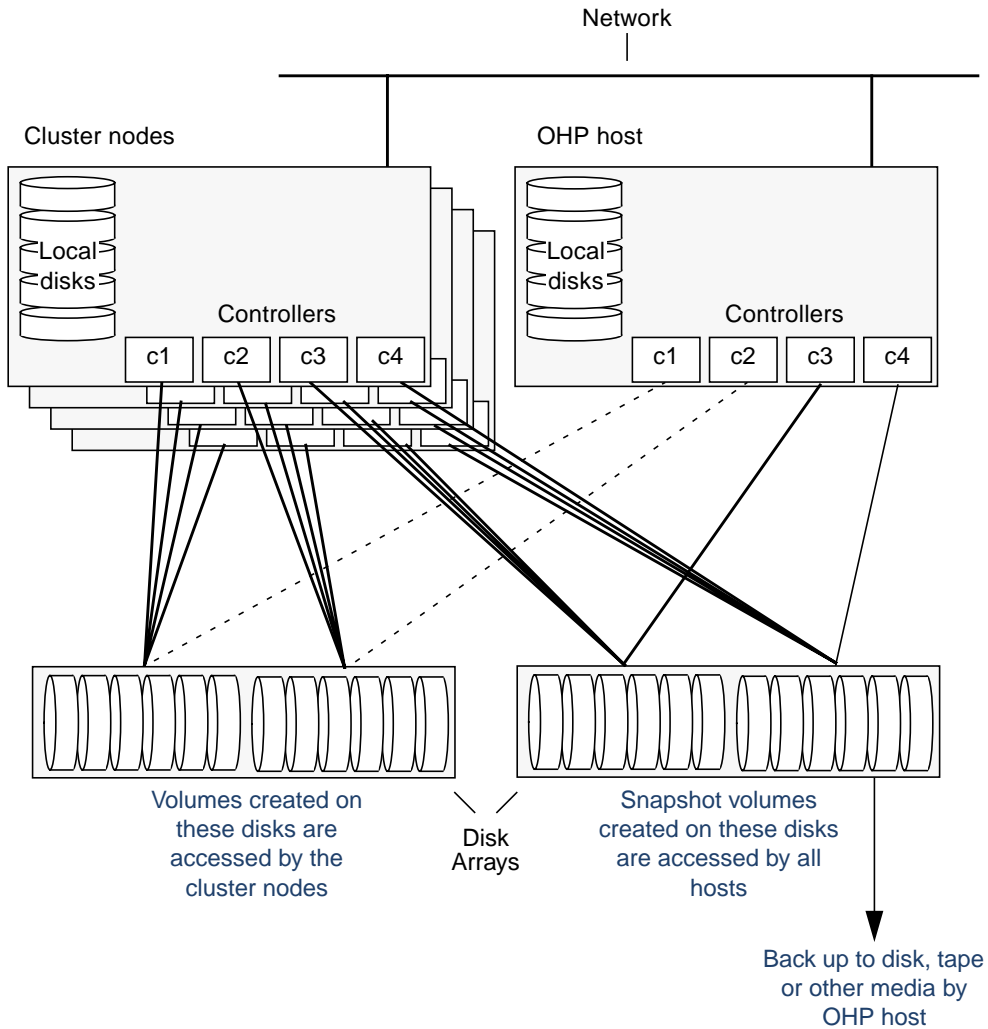 Network
Cluster nodes
OHP host
Local
disks
Local
disks
Controllers
Controllers
c1 c2 c3 c4
c1 c2 c3 c4
Volumes created on
these disks are
accessed by the
cluster nodes
Disk
Arrays
Snapshot volumes
created on these disks
are accessed by all
hosts
Back up to disk, tape
or other media by
OHP host